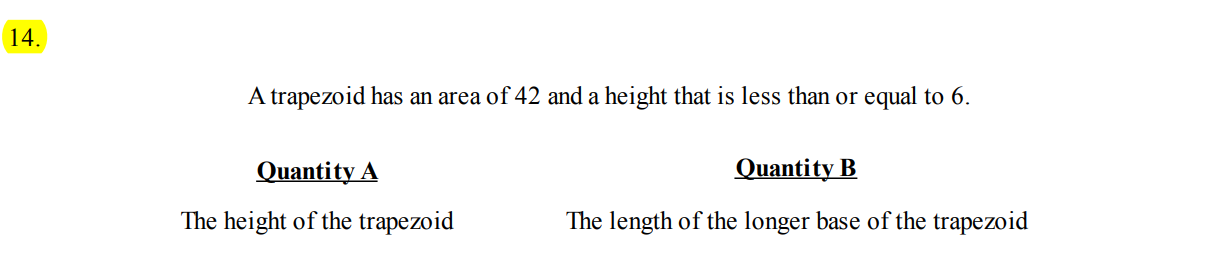 14.
A trapezoid has an area of 42 and a height that is less than or equal to 6.
Quantity A
Quantity B
The height of the trapezoid
The length of the longer base of the trapezoid